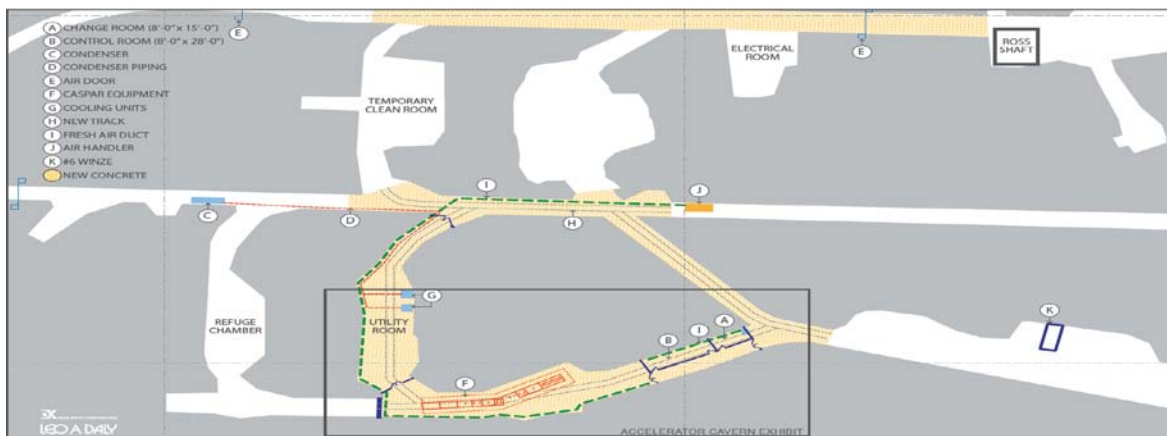 A CHANGE ROOM (8'-0" x 15'-0")
B CONTROL ROOM (8'-0" x 28'-0")
C CONDENSER
D CONDENSER PIPING
E AIR DOOR
F CASPAR EQUIPMENT
G COOLING UNITS
H NEW TRACK
I FRESH AIR DUCT
J AIR HANDLER
K #6 WINZE
NEW CONCRETE
E
E
ELECTRICAL
ROOM
ROSS
SHAFT
TEMPORARY
CLEAN ROOM
I
J
C
D
H
G
REFUGE
CHAMBER
UTILITY
ROOM
A
I
B
K
F
LEO A DALY
ACCELERATOR CAVERN EXHIBIT